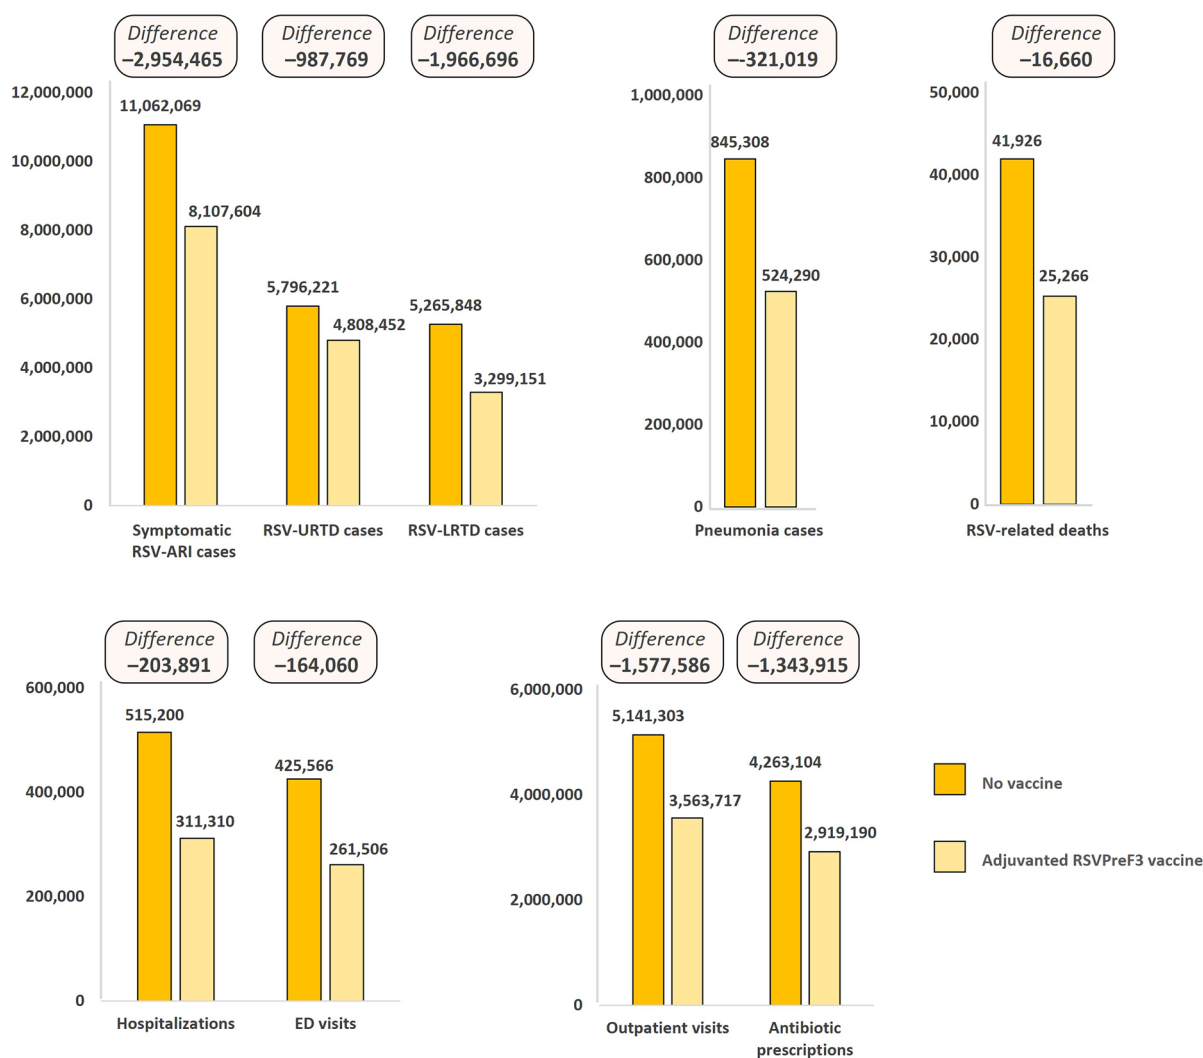 Difference
–2,954,465
Difference
–987,769
Difference
–1,966,696
12,000,000
10,000,000
8,000,000
6,000,000
4,000,000
2,000,000
0
11,062,069
8,107,604
5,796,221
4,808,452
5,265,848
3,299,151
Symptomatic
RSV-ARI cases
RSV-URTD cases
RSV-LRTD cases
Difference
–-321,019
1,000,000
800,000
600,000
400,000
200,000
0
845,308
524,290
Pneumonia cases
Difference
–16,660
50,000
40,000
30,000
20,000
10,000
0
41,926
25,266
RSV-related deaths
Difference
–203,891
Difference
–164,060
600,000
400,000
200,000
0
515,200
311,310
425,566
261,506
Hospitalizations
ED visits
Difference
–1,577,586
Difference
–1,343,915
6,000,000
4,000,000
2,000,000
0
5,141,303
3,563,717
4,263,104
2,919,190
Outpatient visits
Antibiotic
prescriptions
No vaccine
Adjuvanted RSVPreF3 vaccine